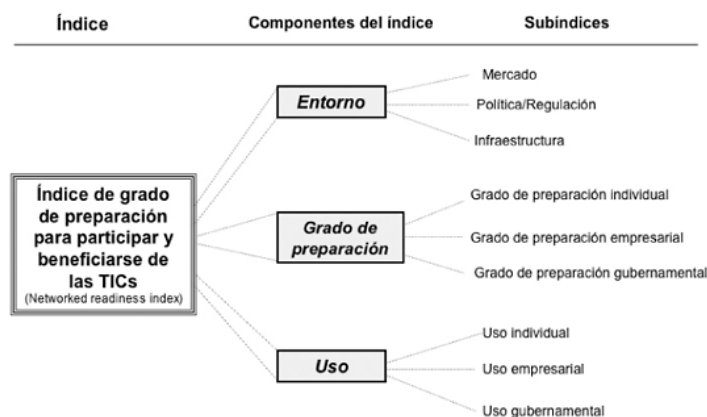 Índice
Componentes del índice
Subindices
Índice de grado
de preparación
para participar y
beneficiarse de
las TICs
(Networked readiness index)
Entorno
Mercado
Política/Regulación
Infraestructura
Grado de
preparación
Grado de preparación individual
Grado de preparación empresarial
Grado de preparación gubernamental
Uso
Uso individual
Uso empresarial
Uso gubernamental